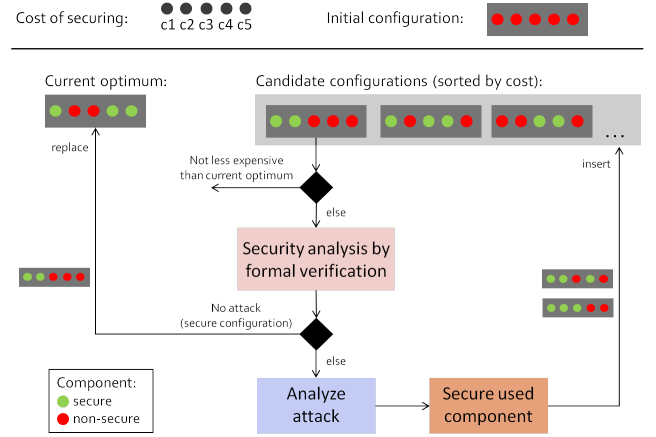 Cost of securing:
c1 c2 c3 c4 c5
Initial configuration:
Current optimum:
Candidate configurations (sorted by cost):
...
replace
insert
Not less expensive
than current optimum
else
Security analysis by
formal verification
No attack
(secure configuration)
else
Component:
secure
non-secure
Analyze
attack
Secure used
component